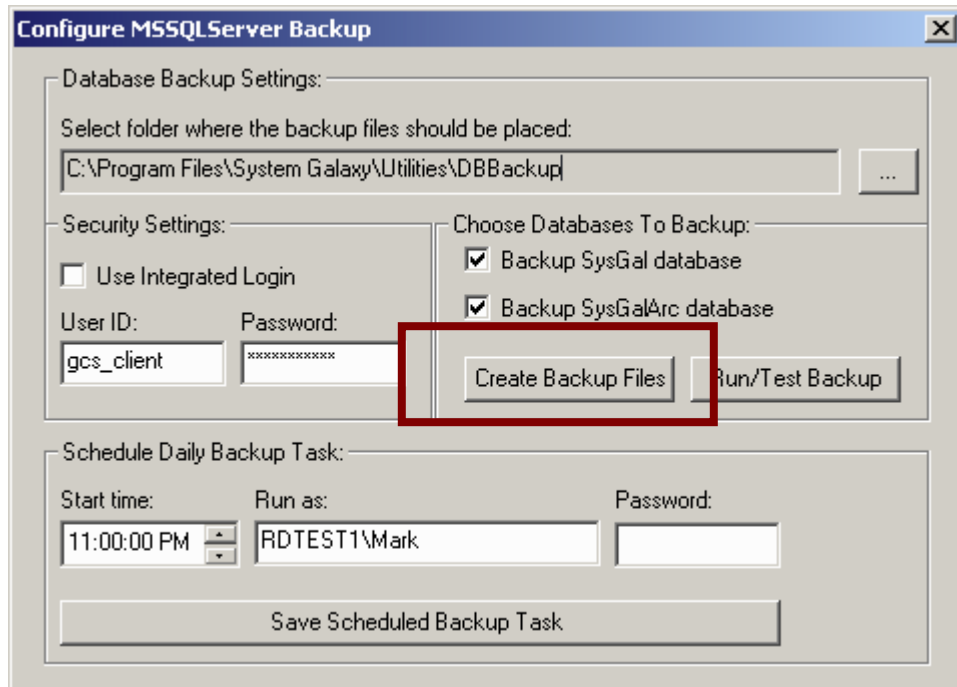 Configure MSSQLServer Backup
Database Backup Settings:
Select folder where the backup files should be placed:
C:\Program Files\System Galaxy\Utilities\DBBackup
...
Security Settings:
Use Integrated Login
User ID:
Password:
gcs_client
***********
Choose Databases To Backup:
Backup SysGal database
Backup SysGalArc database
Create Backup Files
Run/Test Backup
Schedule Daily Backup Task:
Start time:
Run as:
Password:
11:00:00 PM
RDTEST1\Mark
Save Scheduled Backup Task